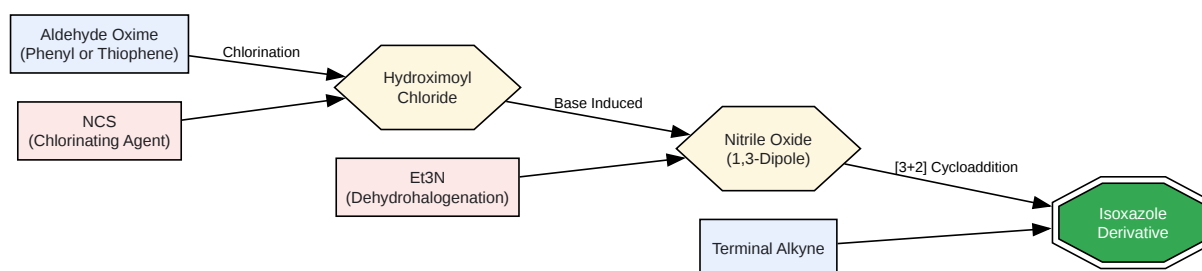 Aldehyde Oxime
(Phenyl or Thiophene)
Chlorination
NCS
(Chlorinating Agent)
Hydroximoyl
Chloride
Base Induced
Et3N
(Dehydrohalogenation)
Nitrile Oxide
(1,3-Dipole)
[3+2] Cycloaddition
Terminal Alkyne
Isoxazole
Derivative